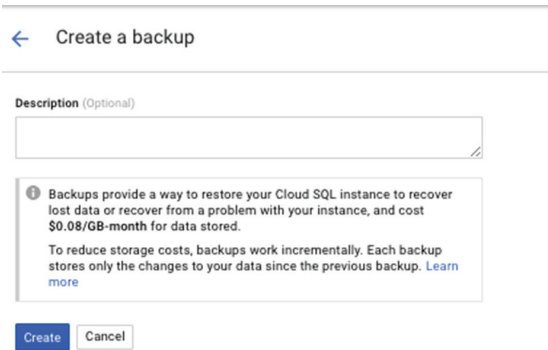 Create a backup
Description (Optional)
Backups provide a way to restore your Cloud SQL instance to recover
lost data or recover from a problem with your instance, and cost
$0.08/GB-month for data stored.
To reduce storage costs, backups work incrementally. Each backup
stores only the changes to your data since the previous backup. Learn
more
Create Cancel